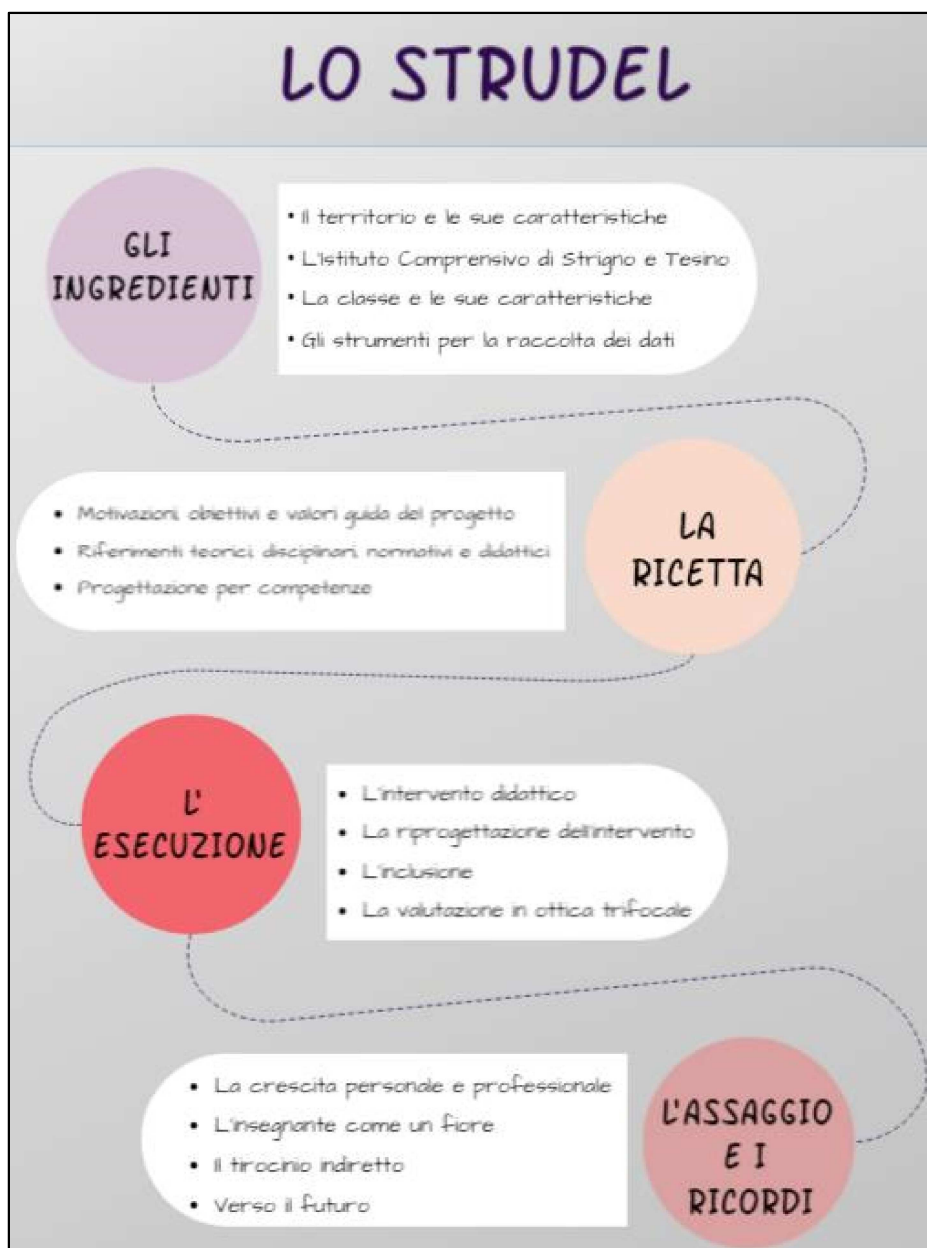 LO STRUDEL
GLI
INGREDIENTI
• Il territorio e le sue caratteristiche
• L'Istituto Comprensivo di Strigno e Tesino
• La classe e le sue caratteristiche
• Gli strumenti per la raccolta dei dati
LA
RICETTA
• Motivazioni, obiettivi e valori guida del progetto
• Riferimenti teorici, disciplinari, normativi e didattici
• Progettazione per competenze
L'
ESECUZIONE
• L'intervento didattico
• La riprogettazione dell'intervento
• L'inclusione
• La valutazione in ottica trifocale
L'ASSAGGIO
E I
RICORDI
• La crescita personale e professionale
• L'insegnante come un fiore
• Il tirocinio indiretto
• Verso il futuro